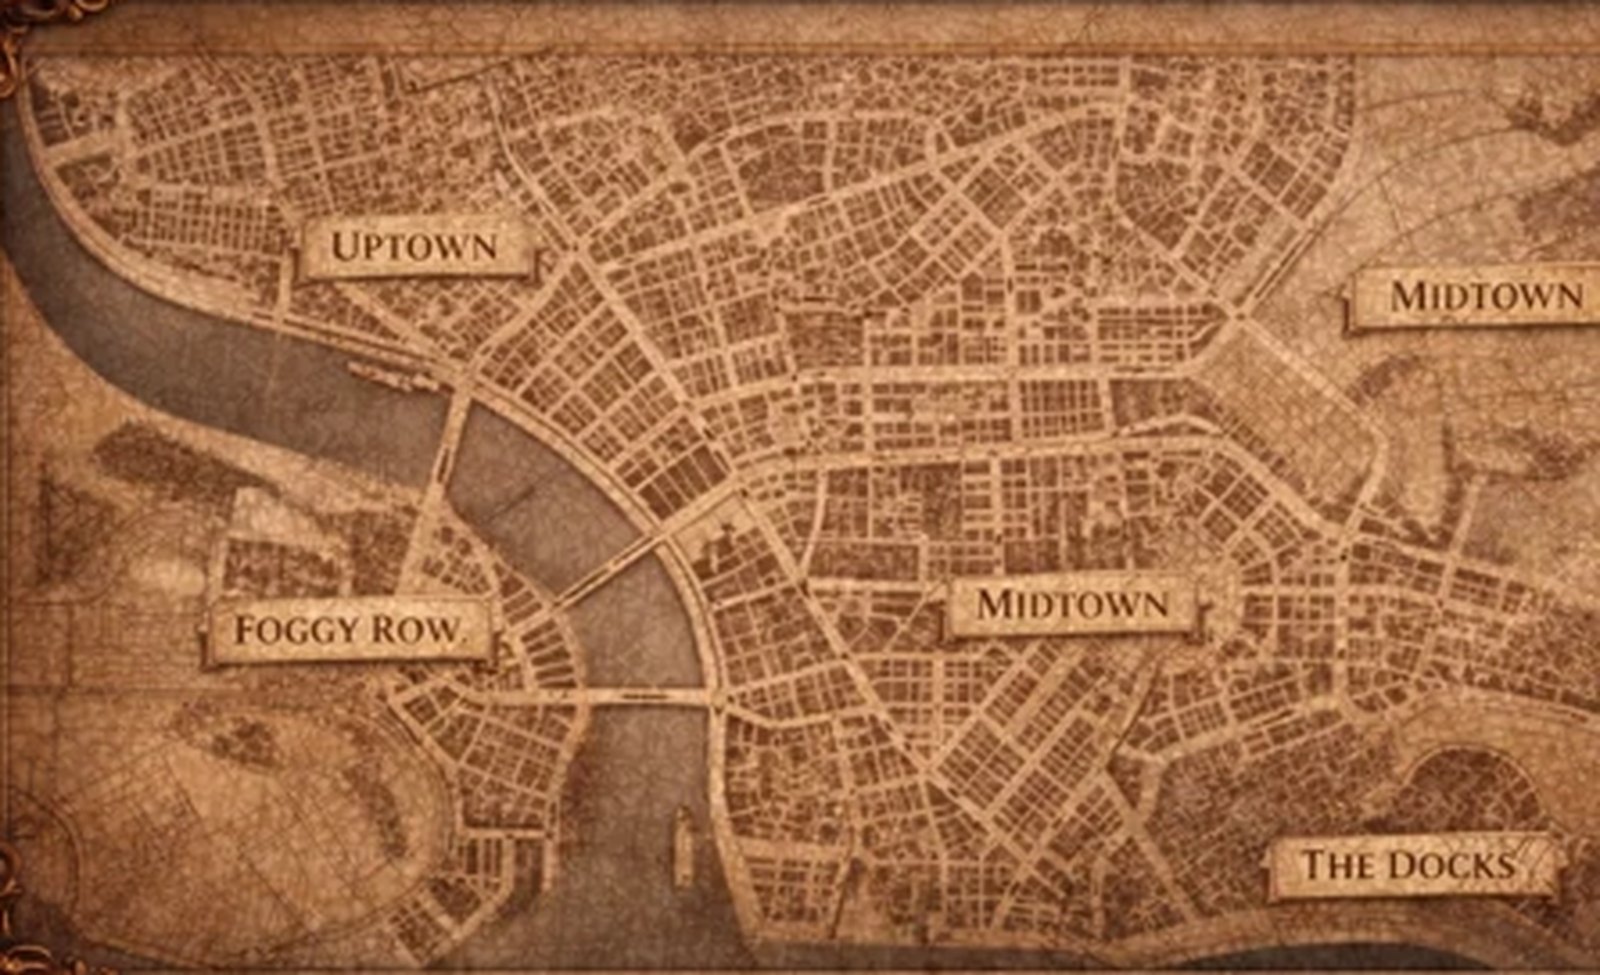 UPTOWN
MIDTOWN
MIDTOWN
FOGGY ROW.
THE DOCKS